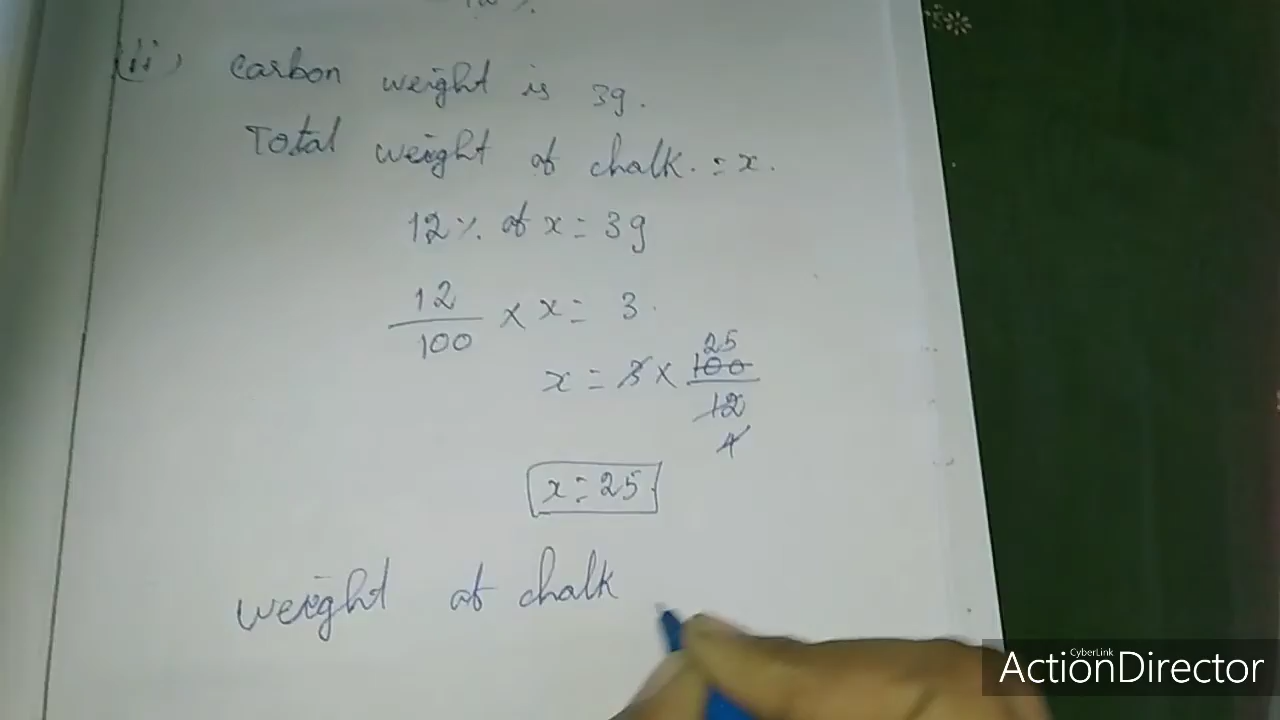 (ii) Carbon weight is 3g.
Total weight of chalk. = x.
12% of x = 3g
12/100 × x = 3.
x = 3 × 100/12
25
4
x = 25
weight of chalk
CyberLink
ActionDirector